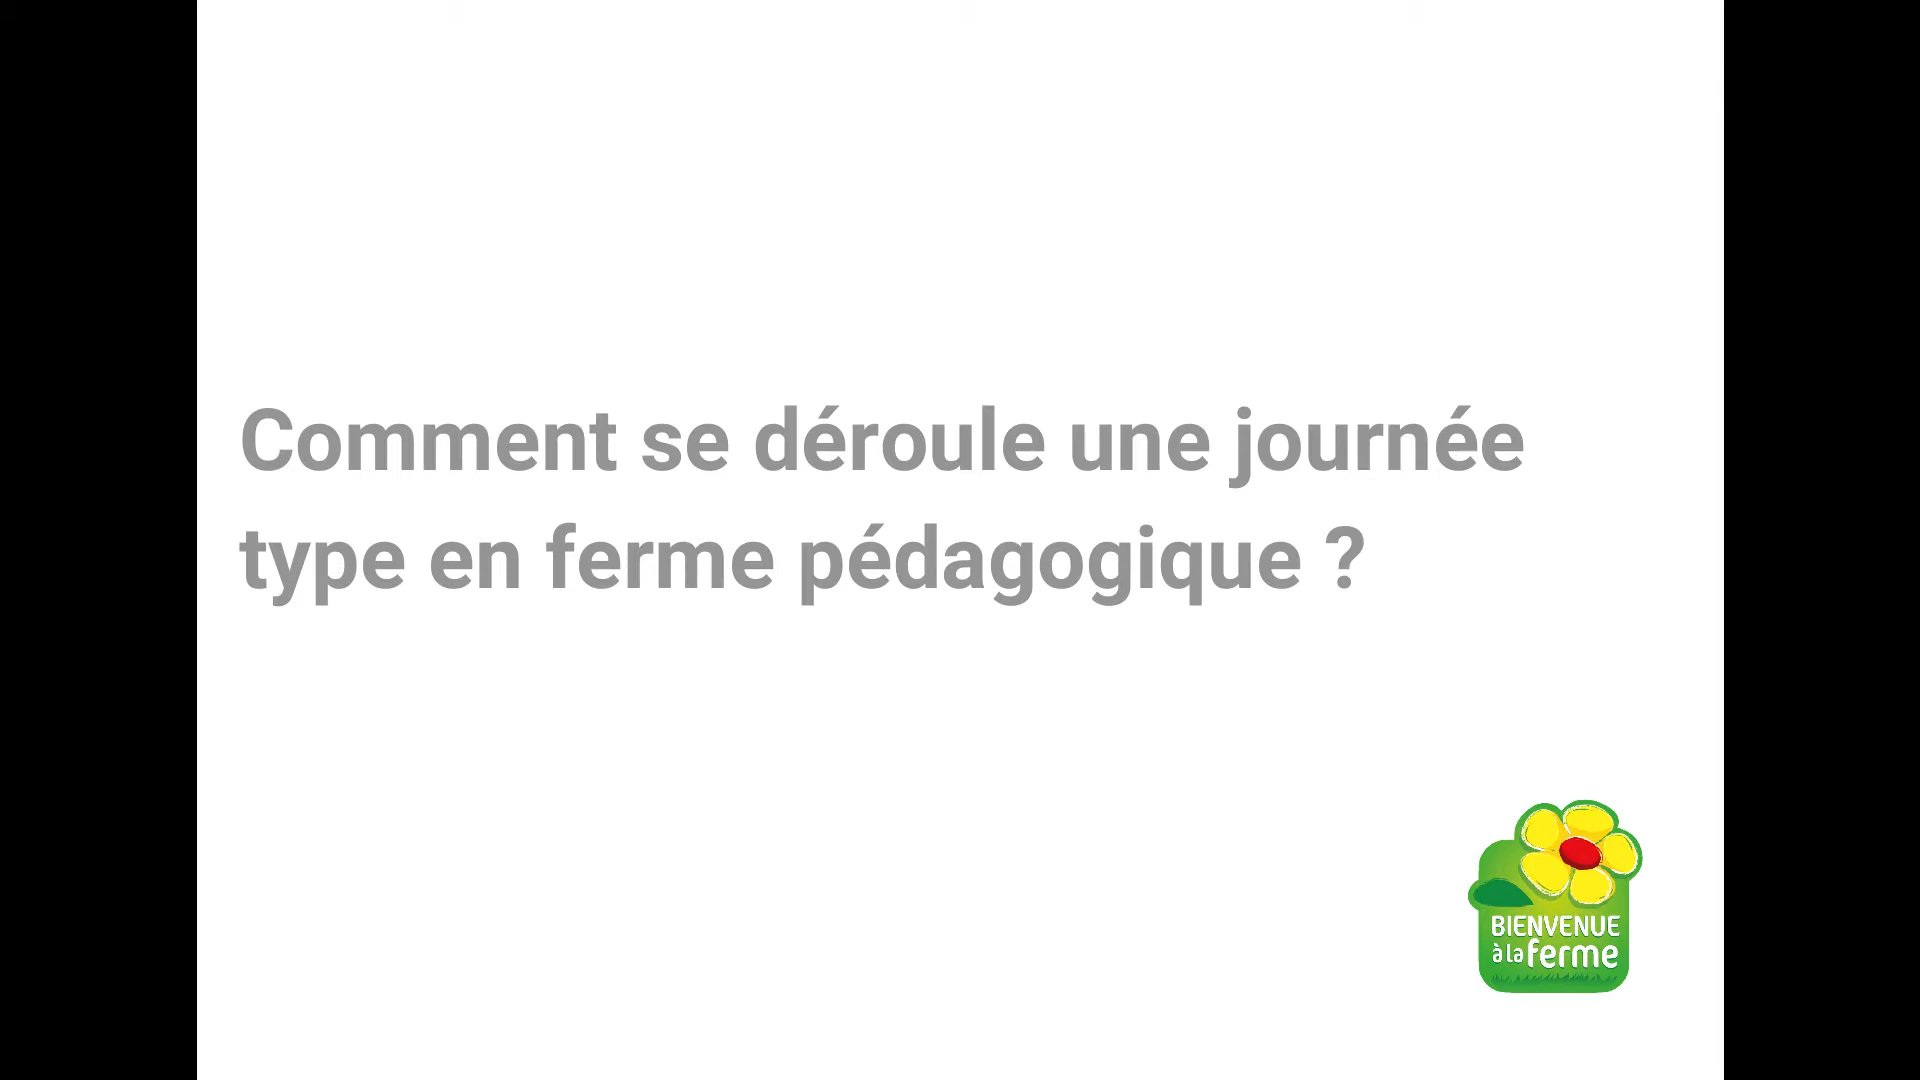 Comment se déroule une journée
type en ferme pédagogique ?
BIENVENUE
à la ferme